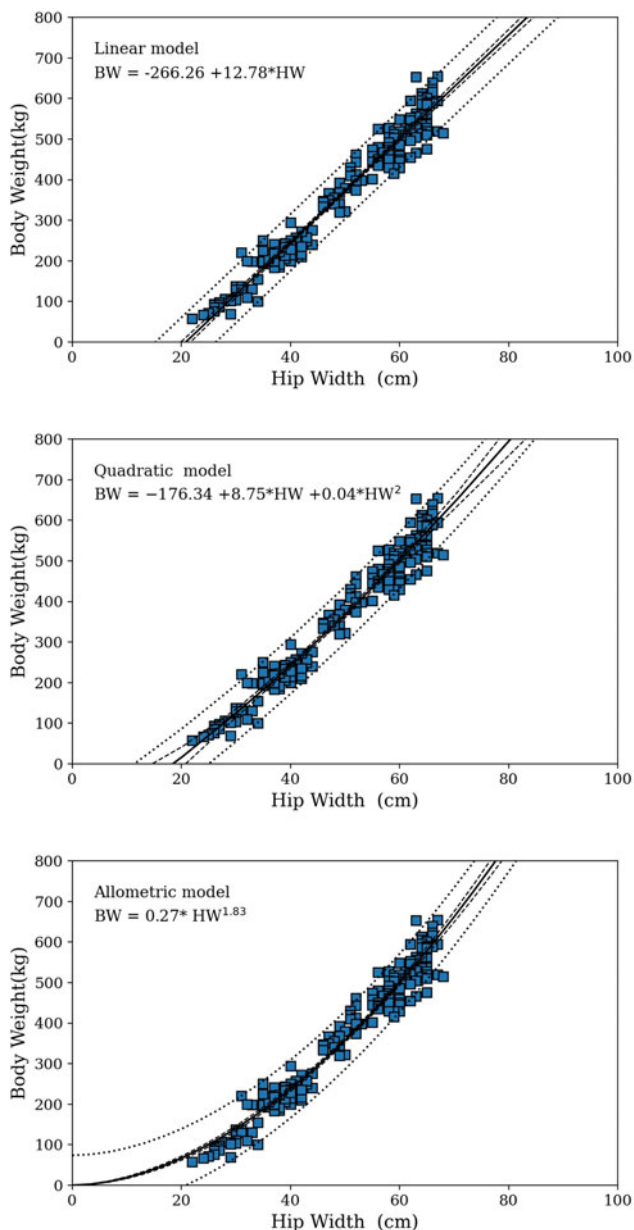 800
700
600
500
400
300
200
100
0
Body Weight(kg)
Linear model
BW = -266.26 +12.78*HW
0 20 40 60 80 100
Hip Width (cm)
800
700
600
500
400
300
200
100
0
Body Weight(kg)
Quadratic model
BW = −176.34 +8.75*HW +0.04*HW²
0 20 40 60 80 100
Hip Width (cm)
800
700
600
500
400
300
200
100
0
Body Weight(kg)
Allometric model
BW = 0.27* HW¹·⁸³
0 20 40 60 80 100
Hip Width (cm)